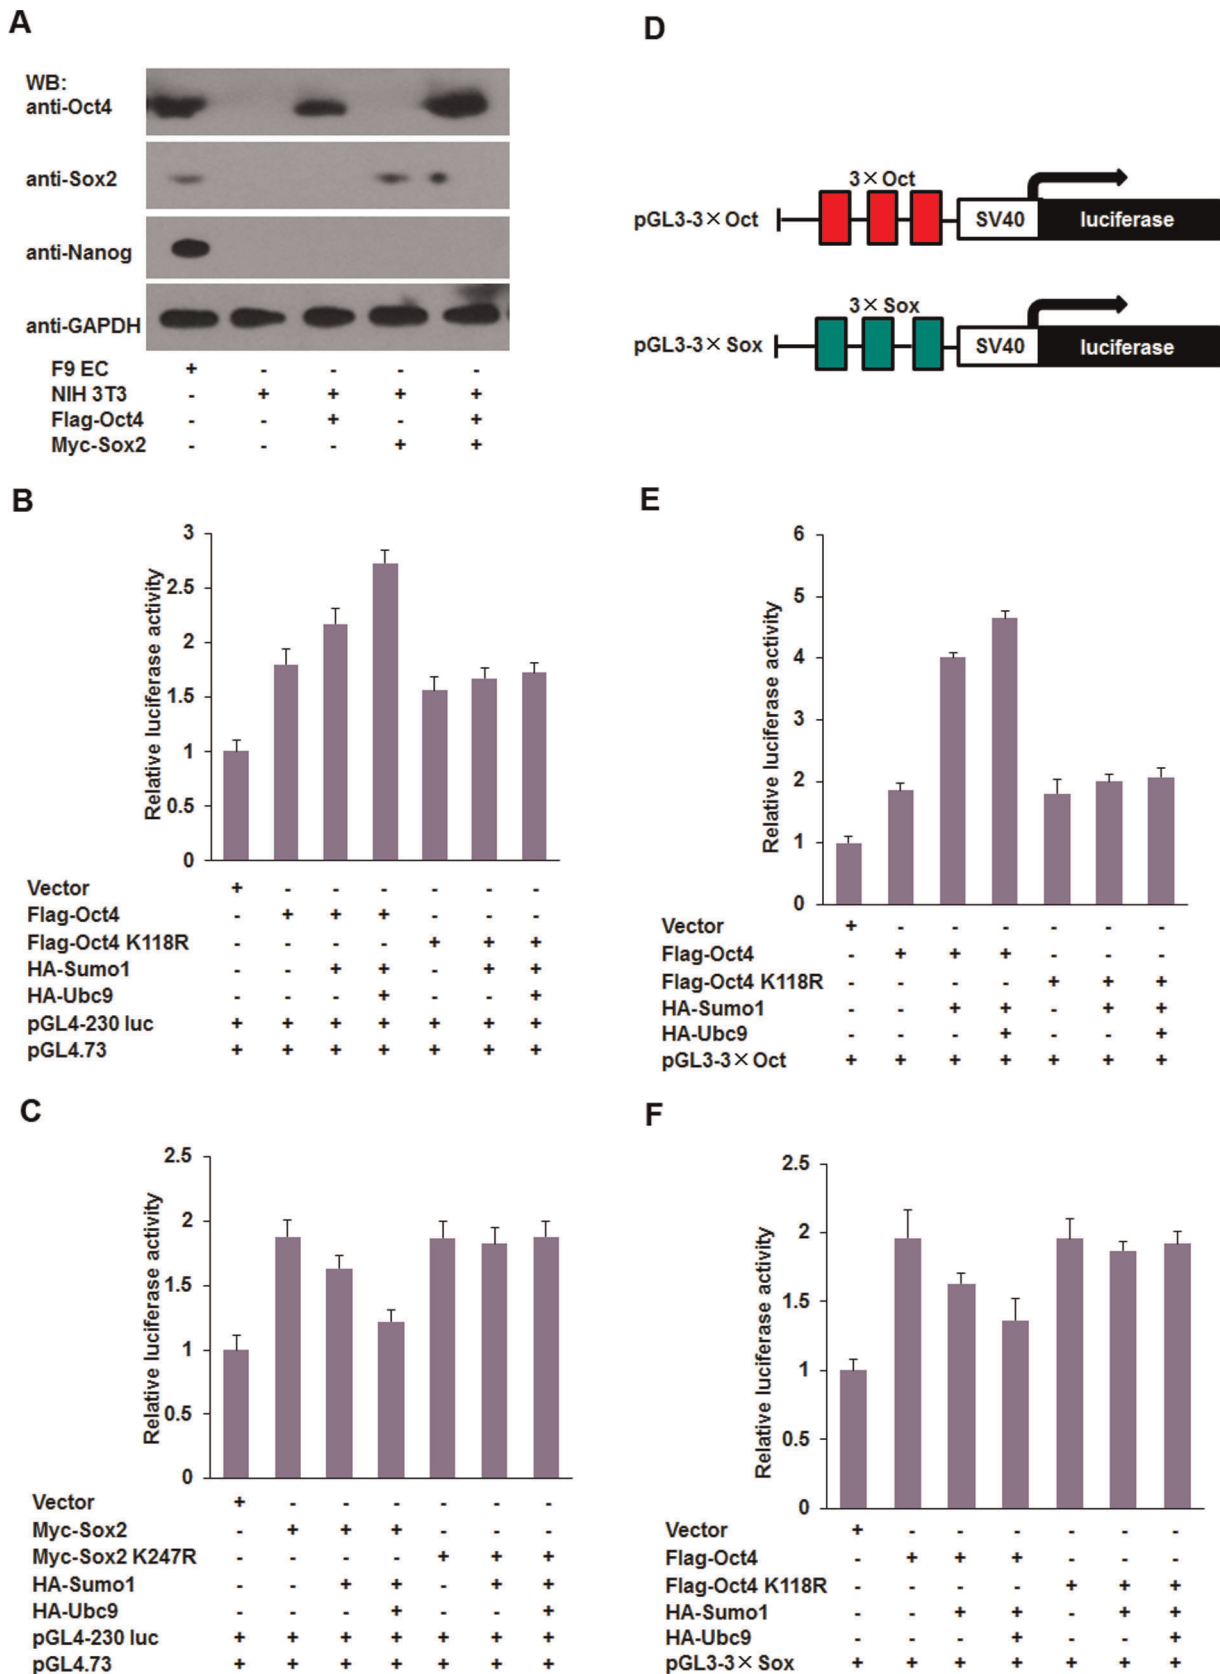 A
WB:
anti-Oct4
anti-Sox2
anti-Nanog
anti-GAPDH
F9 EC + - - - -
NIH 3T3 - + + + +
Flag-Oct4 - - + - +
Myc-Sox2 - - - + +
D
3×Oct
pGL3-3×Oct SV40 luciferase
3×Sox
pGL3-3×Sox SV40 luciferase
B
Relative luciferase activity
3
2.5
2
1.5
1
0.5
0
Vector + - - - - - -
Flag-Oct4 - + + + - - -
Flag-Oct4 K118R - - - - + + +
HA-Sumo1 - - + + - + +
HA-Ubc9 - - - + - - +
pGL4-230 luc + + + + + + +
pGL4.73 + + + + + + +
E
Relative luciferase activity
6
5
4
3
2
1
0
Vector + - - - - - -
Flag-Oct4 - + + + - - -
Flag-Oct4 K118R - - - - + + +
HA-Sumo1 - - + + - + +
HA-Ubc9 - - - + - - +
pGL3-3×Oct + + + + + + +
C
Relative luciferase activity
2.5
2
1.5
1
0.5
0
Vector + - - - - - -
Myc-Sox2 - + + + - - -
Myc-Sox2 K247R - - - - + + +
HA-Sumo1 - - + + - + +
HA-Ubc9 - - - + - - +
pGL4-230 luc + + + + + + +
pGL4.73 + + + + + + +
F
Relative luciferase activity
2.5
2
1.5
1
0.5
0
Vector + - - - - - -
Flag-Oct4 - + + + - - -
Flag-Oct4 K118R - - - - + + +
HA-Sumo1 - - + + - + +
HA-Ubc9 - - - + - - +
pGL3-3×Sox + + + + + + +